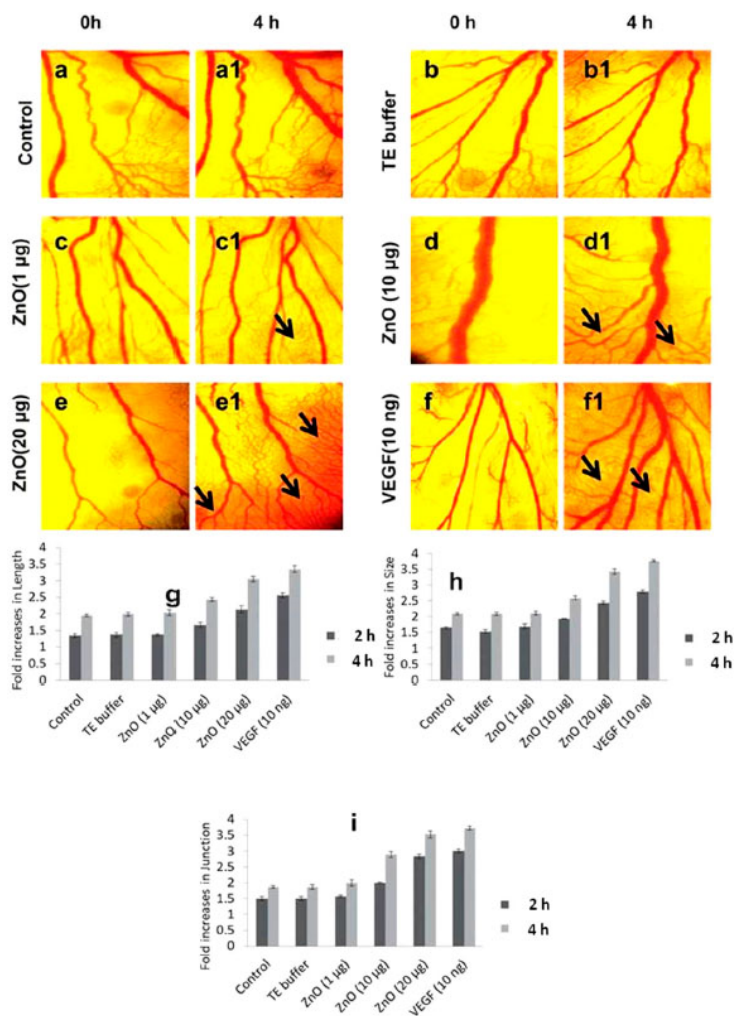 0h 4 h 0 h 4 h
Control a a1 TE buffer b b1
ZnO(1 µg) c c1 ZnO (10 µg) d d1
ZnO(20 µg) e e1 VEGF(10 ng) f f1
g
Fold increases in Length
4
3.5
3
2.5
2
1.5
1
0.5
0
Control
TE buffer
ZnO (1 µg)
ZnO (10 µg)
ZnO (20 µg)
VEGF (10 ng)
2 h
4 h
h
Fold increases in Size
4
3.5
3
2.5
2
1.5
1
0.5
0
Control
TE buffer
ZnO (1 µg)
ZnO (10 µg)
ZnO (20 µg)
VEGF (10 ng)
2 h
4 h
i
Fold increases in Junction
4
3.5
3
2.5
2
1.5
1
0.5
0
Control
TE buffer
ZnO (1 µg)
ZnO (10 µg)
ZnO (20 µg)
VEGF (10 ng)
2 h
4 h